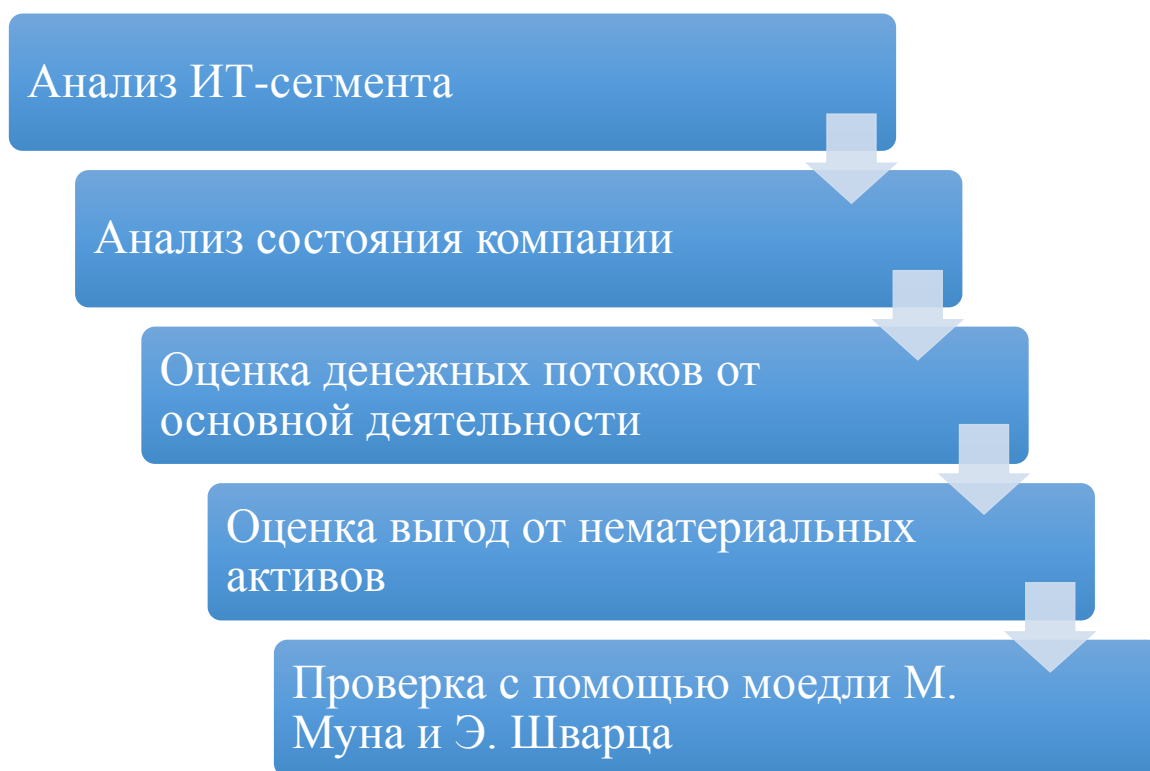 Анализ ИТ-сегмента
Анализ состояния компании
Оценка денежных потоков от
основной деятельности
Оценка выгод от нематериальных
активов
Проверка с помощью моедли М.
Муна и Э. Шварца